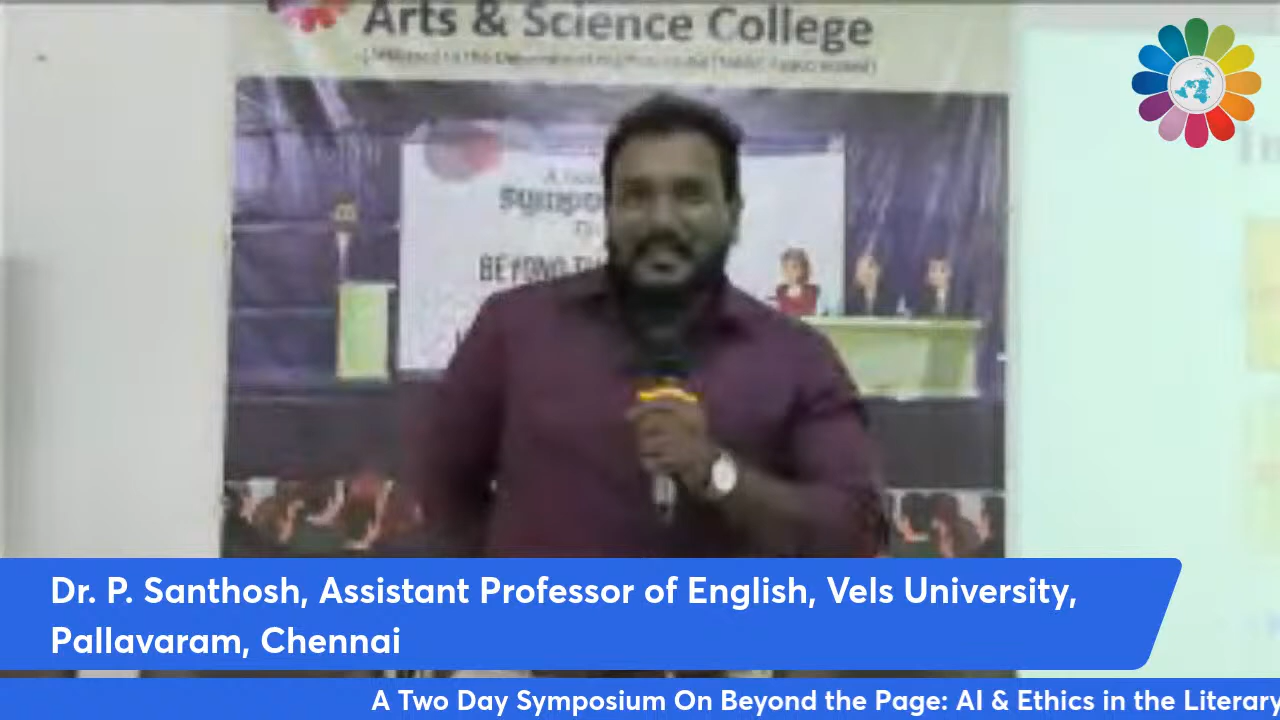 Arts & Science College
BEYOND
Dr. P. Santhosh, Assistant Professor of English, Vels University,
Pallavaram, Chennai
A Two Day Symposium On Beyond the Page: AI & Ethics in the Literary